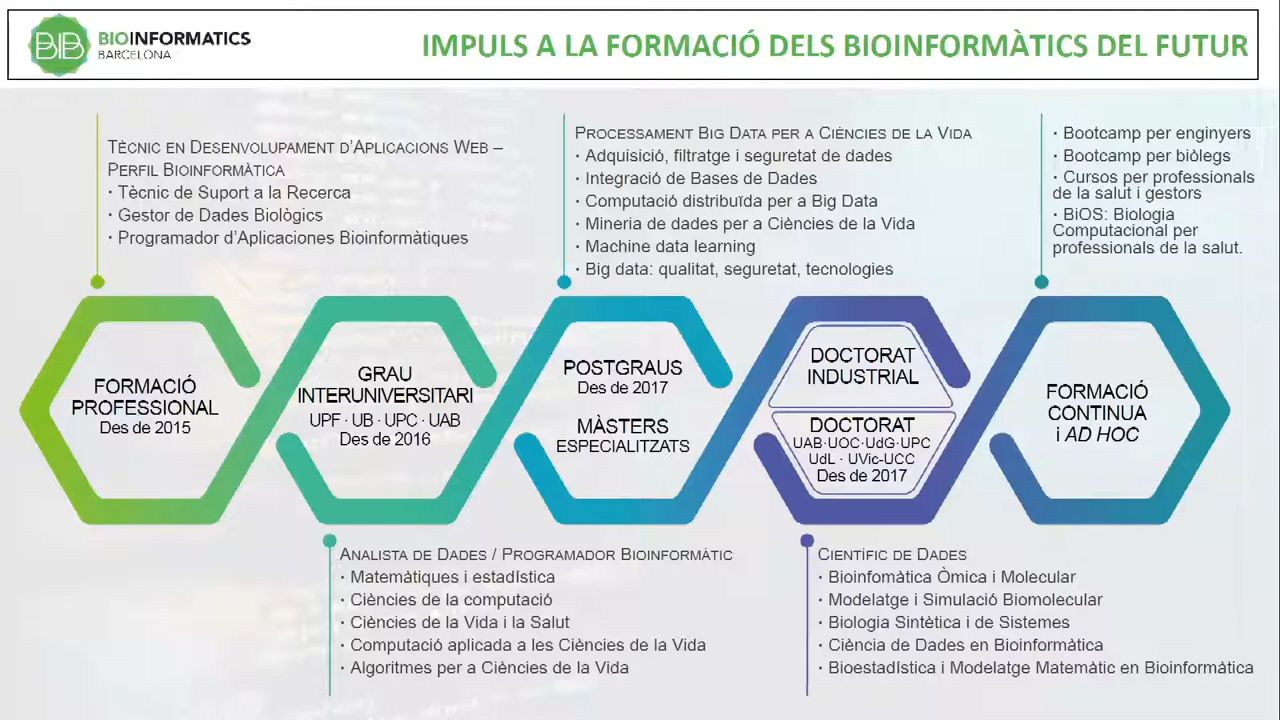 BIB
BIOINFORMATICS
BARCELONA
IMPULS A LA FORMACIÓ DELS BIOINFORMÀTICS DEL FUTUR
TÈCNIC EN DESENVOLUPAMENT D'APLICACIONS WEB –
PERFIL BIOINFORMÀTICA
· Tècnic de Suport a la Recerca
· Gestor de Dades Biològics
· Programador d'Aplicaciones Bioinformàtiques
PROCESSAMENT BIG DATA PER A CIÈNCIES DE LA VIDA
· Adquisició, filtratge i seguretat de dades
· Integració de Bases de Dades
· Computació distribuïda per a Big Data
· Mineria de dades per a Ciències de la Vida
· Machine data learning
· Big data: qualitat, seguretat, tecnologies
· Bootcamp per enginyers
· Bootcamp per biòlegs
· Cursos per professionals
de la salut i gestors
· BiOS: Biologia
Computacional per
professionals de la salut.
FORMACIÓ
PROFESSIONAL
Des de 2015
GRAU
INTERUNIVERSITARI
UPF · UB · UPC · UAB
Des de 2016
POSTGRAUS
Des de 2017
MÀSTERS
ESPECIALITZATS
DOCTORAT
INDUSTRIAL
DOCTORAT
UAB·UOC·UdG·UPC
UdL · UVic-UCC
Des de 2017
FORMACIÓ
CONTINUA
i AD HOC
ANALISTA DE DADES / PROGRAMADOR BIOINFORMÀTIC
· Matemàtiques i estadística
· Ciències de la computació
· Ciències de la Vida i la Salut
· Computació aplicada a les Ciències de la Vida
· Algoritmes per a Ciències de la Vida
CIENTÍFIC DE DADES
· Bioinfomàtica Òmica i Molecular
· Modelatge i Simulació Biomolecular
· Biologia Sintètica i de Sistemes
· Ciència de Dades en Bioinformàtica
· Bioestadística i Modelatge Matemàtic en Bioinformàtica